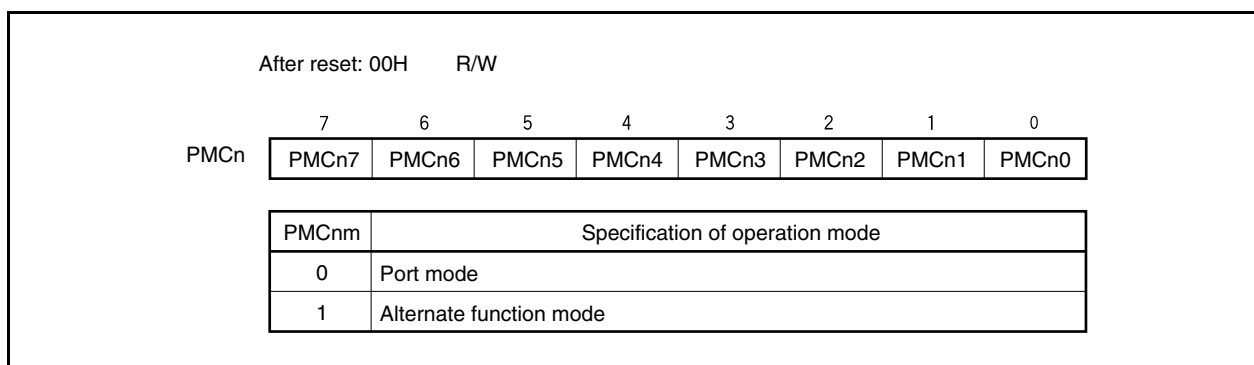 After reset: 00H R/W
7 6 5 4 3 2 1 0
PMCn PMCn7 PMCn6 PMCn5 PMCn4 PMCn3 PMCn2 PMCn1 PMCn0
PMCnm Specification of operation mode
0 Port mode
1 Alternate function mode